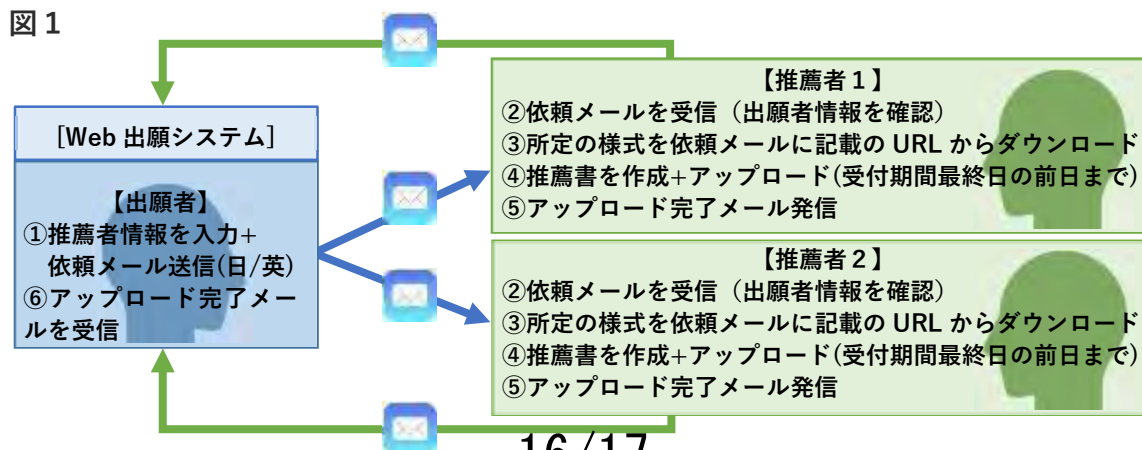 図１
[Web 出願システム]
【出願者】
①推薦者情報を入力+
依頼メール送信(日/英)
⑥アップロード完了メー
ルを受信
【推薦者１】
②依頼メールを受信（出願者情報を確認）
③所定の様式を依頼メールに記載の URL からダウンロード
④推薦書を作成+アップロード(受付期間最終日の前日まで)
⑤アップロード完了メール発信
【推薦者２】
②依頼メールを受信（出願者情報を確認）
③所定の様式を依頼メールに記載の URL からダウンロード
④推薦書を作成+アップロード(受付期間最終日の前日まで)
⑤アップロード完了メール発信
16/17